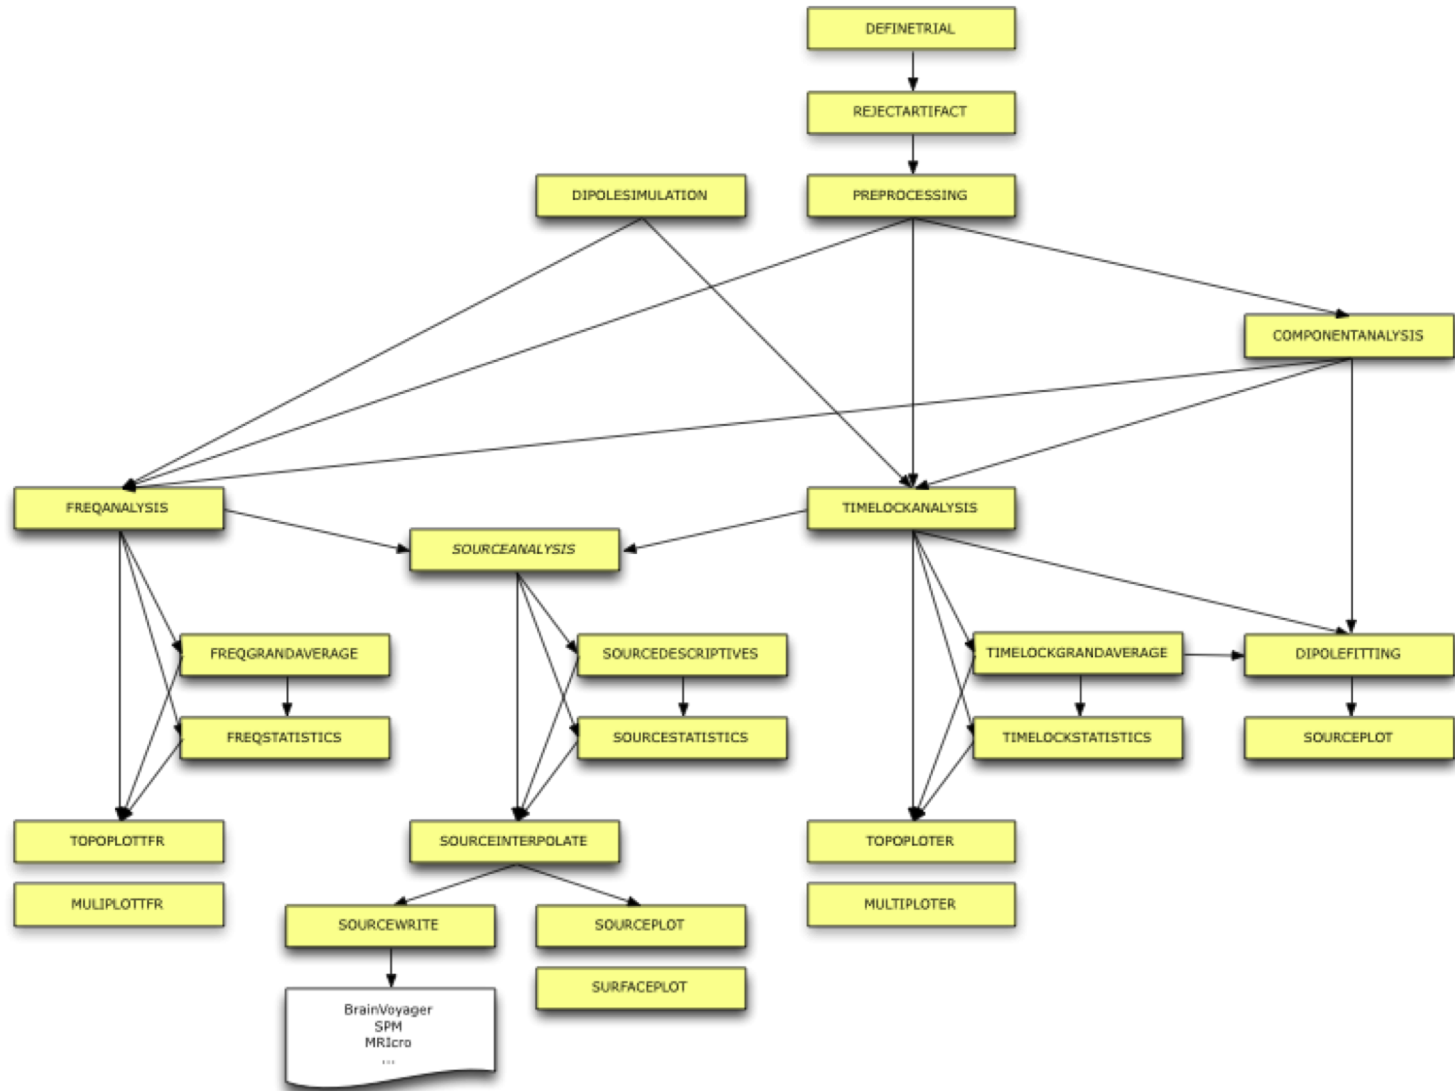 DEFINETRIAL
REJECTARTIFACT
DIPOLESIMULATION
PREPROCESSING
COMPONENTANALYSIS
FREQANALYSIS
TIMELOCKANALYSIS
SOURCEANALYSIS
FREQGRANDAVERAGE
SOURCEDESCRIPTIVES
TIMELOCKGRANDAVERAGE
DIPOLEFITTING
FREQSTATISTICS
SOURCESTATISTICS
TIMELOCKSTATISTICS
SOURCEPLOT
TOPOPLOTTFR
SOURCEINTERPOLATE
TOPOPLOTER
MULIPLOTTFR
MULTIPLOTER
SOURCEWRITE
SOURCEPLOT
SURFACEPLOT
BrainVoyager
SPM
MRIcro
...